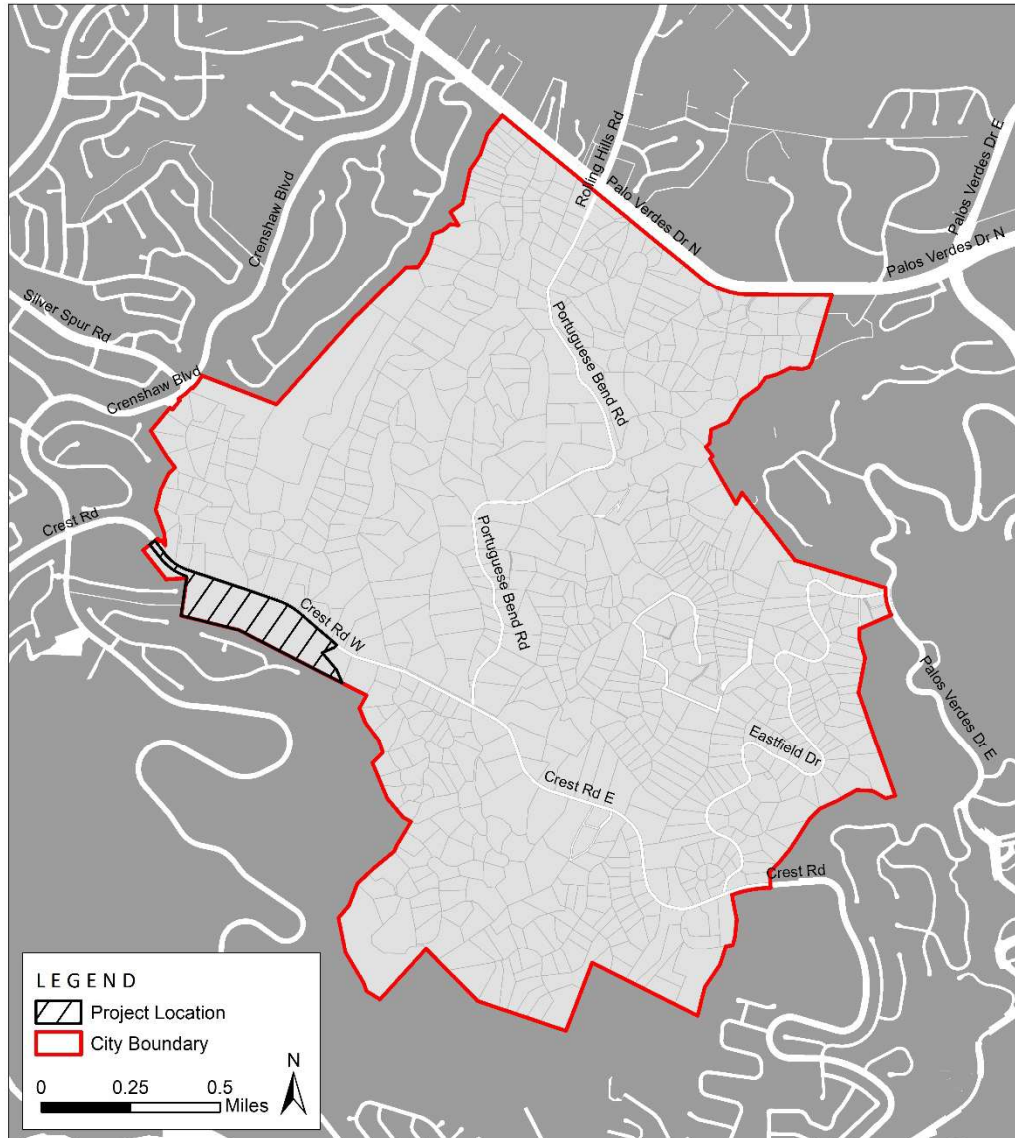 Rolling Hills Rd
Palo Verdes Dr N
Palos Verdes Dr E
Palos Verdes Dr N
Crenshaw Blvd
Silver Spur Rd
Crenshaw Blvd
Portuguese Bend Rd
Crest Rd
Portuguese Bend Rd
Crest Rd W
Palos Verdes Dr E
Eastfield Dr
Crest Rd E
Crest Rd
LEGEND
Project Location
City Boundary
N
0 0.25 0.5
Miles